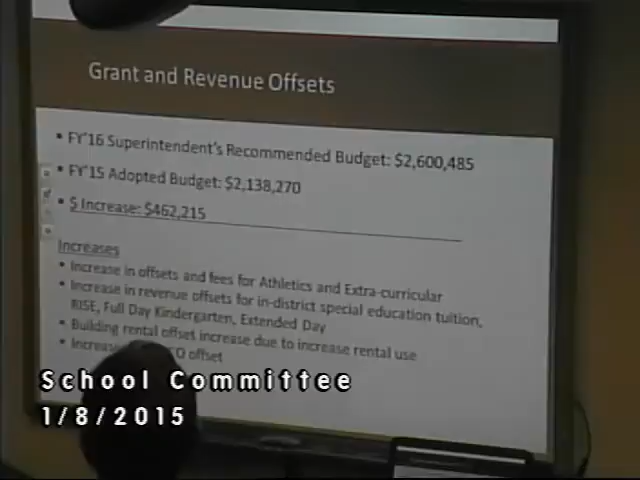 Grant and Revenue Offsets
▪ FY'16 Superintendent's Recommended Budget: $2,600,485
▪ FY'15 Adopted Budget: $2,138,270
▪ $ Increase: $462,215
Increases
▪ Increase in offsets and fees for Athletics and Extra-curricular
▪ Increase in revenue offsets for in-district special education tuition,
RISE, Full Day Kindergarten, Extended Day
▪ Building rental offset increase due to increase rental use
▪ Increase offset
School Committee
1/8/2015